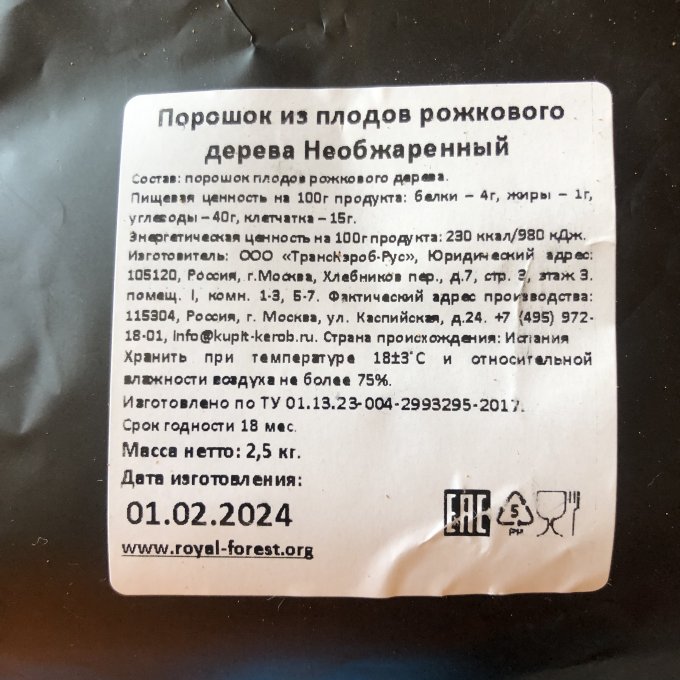 Порошок из плодов рожкового
дерева Необжаренный
Состав: порошок плодов рожкового дерева.
Пищевая ценность на 100г продукта: белки – 4г, жиры – 1г,
углеводы – 40г, клетчатка – 15г.
Энергетическая ценность на 100г продукта: 230 ккал/980 кДж.
Изготовитель: ООО «ТрансКэроб-Рус», Юридический адрес:
105120, Россия, г.Москва, Хлебников пер., д.7, стр. 3, этаж 3.
помещ. I, комн. 1-3, 5-7. Фактический адрес производства:
115304, Россия, г. Москва, ул. Каспийская, д.24. +7 (495) 972-
18-01, info@kupit-kerob.ru. Страна происхождения: Испания
Хранить при температуре 18±3°С и относительной
влажности воздуха не более 75%.
Изготовлено по ТУ 01.13.23-004-2993295-2017.
Срок годности 18 мес.
Масса нетто: 2,5 кг.
Дата изготовления:
01.02.2024
EAC 5
PP
www.royal-forest.org